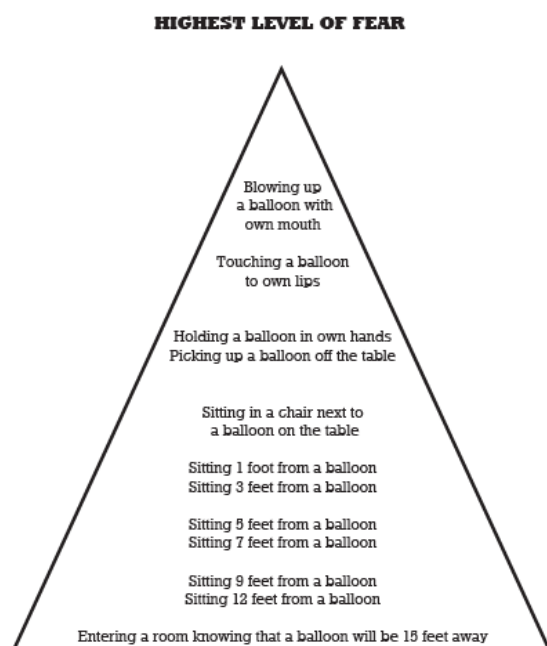 HIGHEST LEVEL OF FEAR
Blowing up
a balloon with
own mouth
Touching a balloon
to own lips
Holding a balloon in own hands
Picking up a balloon off the table
Sitting in a chair next to
a balloon on the table
Sitting 1 foot from a balloon
Sitting 3 feet from a balloon
Sitting 5 feet from a balloon
Sitting 7 feet from a balloon
Sitting 9 feet from a balloon
Sitting 12 feet from a balloon
Entering a room knowing that a balloon will be 15 feet away